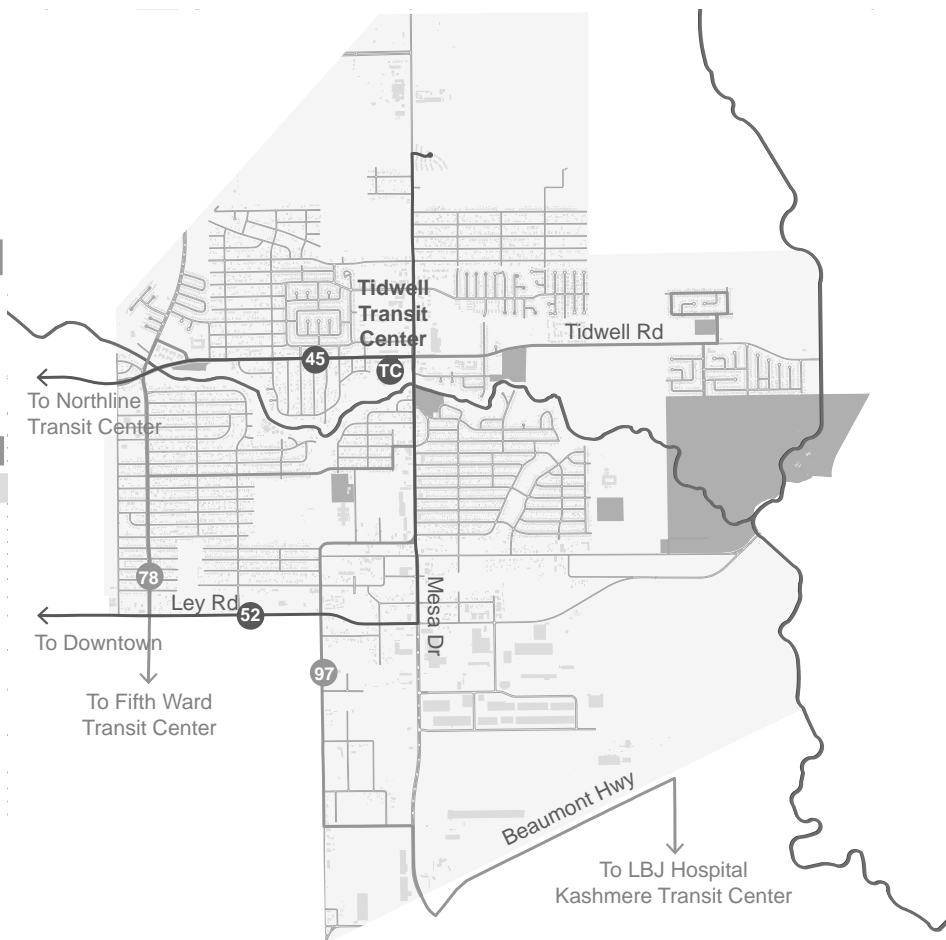 Tidwell
Transit
Center
Tidwell Rd
45
TC
To Northline
Transit Center
78
Ley Rd
52
Mesa Dr
To Downtown
97
To Fifth Ward
Transit Center
Beaumont Hwy
To LBJ Hospital
Kashmere Transit Center